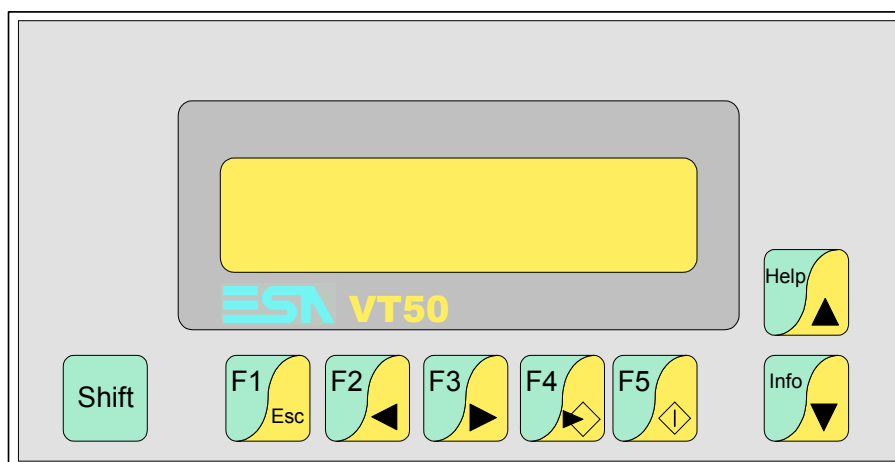 ESA VT50
Help
Shift
F1 Esc
F2
F3
F4
F5
Info